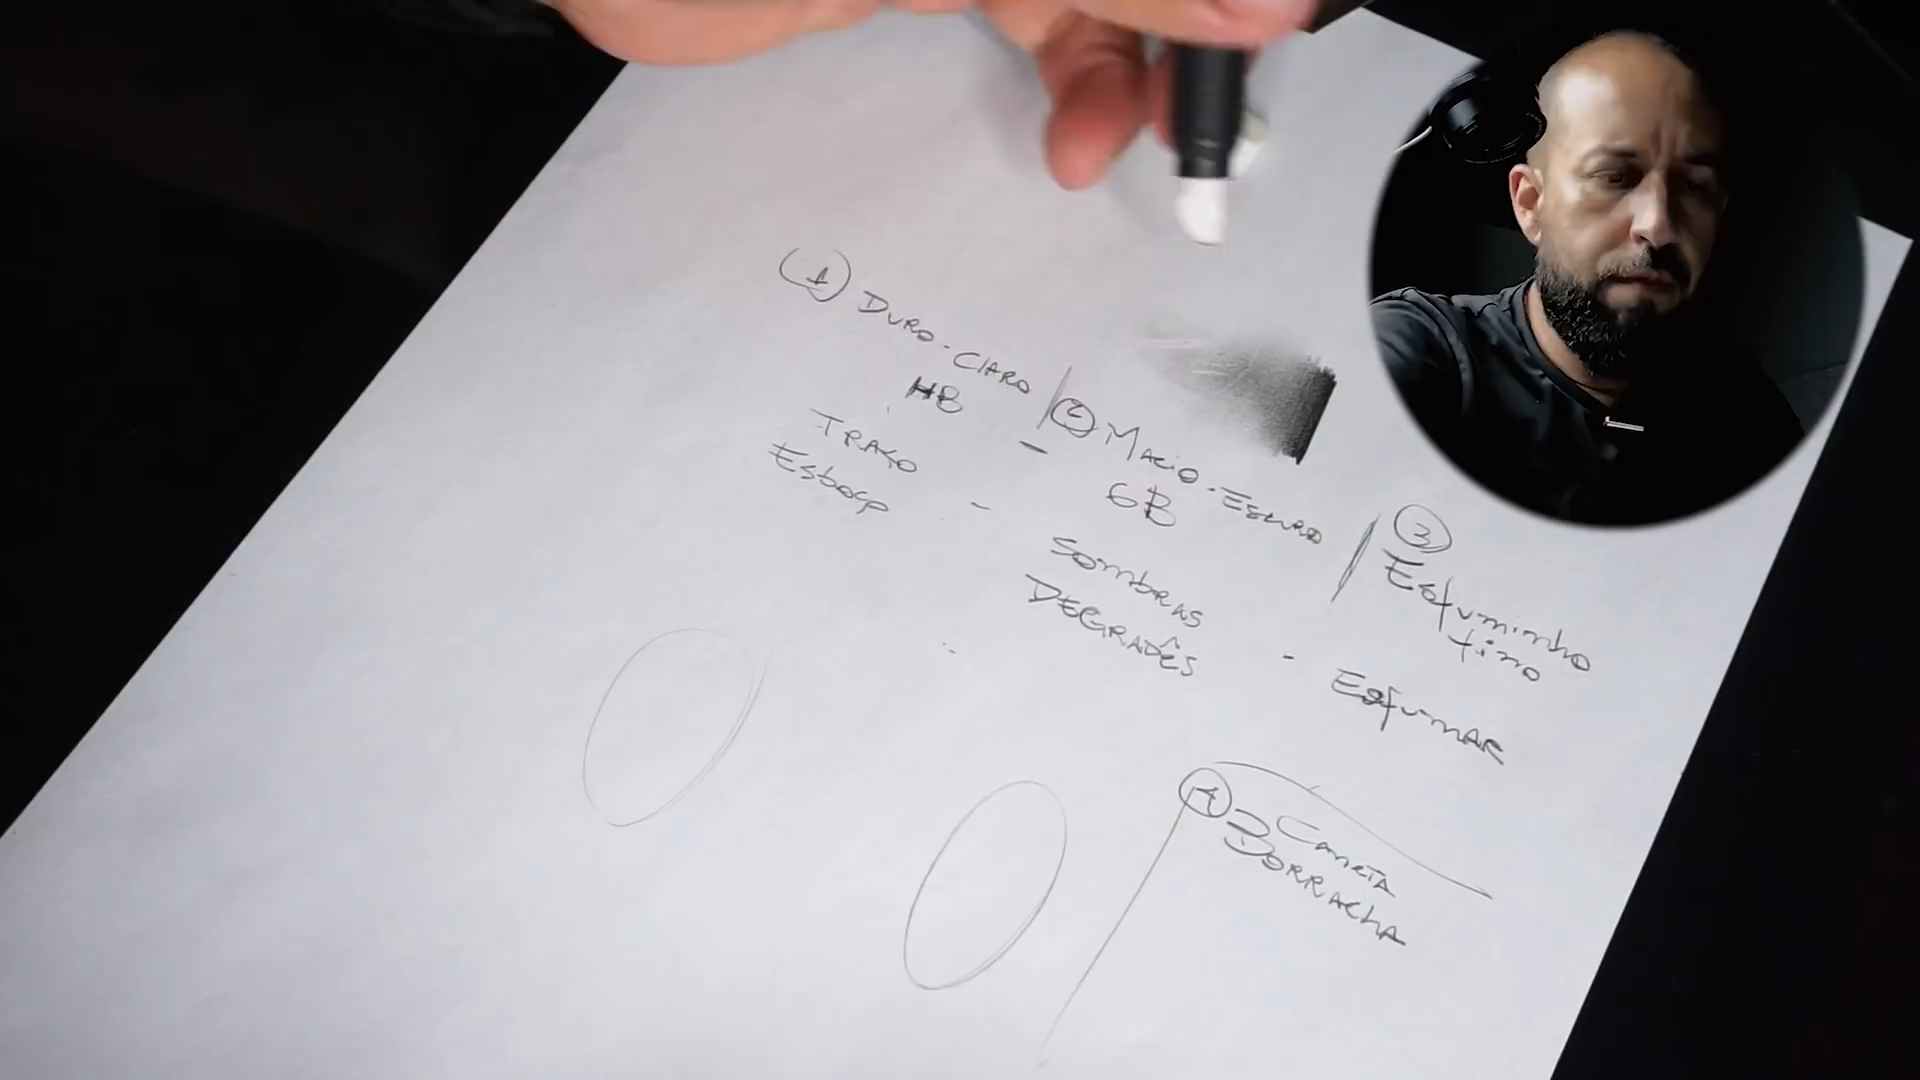 1 DURO-CLARO
HB
TRAÇO
Esboço
2 MACIO-ESCURO
6B
SOMBRAS
DEGRADÊS
3
Esfuminho
fino
Esfumar
4 CANETA
BORRACHA